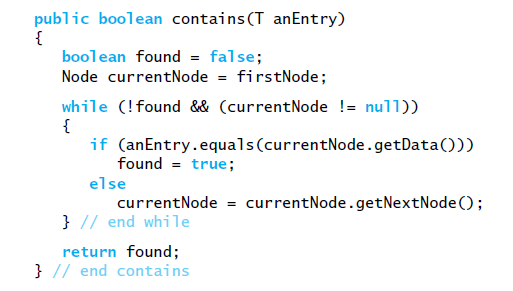 public boolean contains(T anEntry)
{
boolean found = false;
Node currentNode = firstNode;
while (!found && (currentNode != null))
{
if (anEntry.equals(currentNode.getData()))
found = true;
else
currentNode = currentNode.getNextNode();
} // end while
return found;
} // end contains